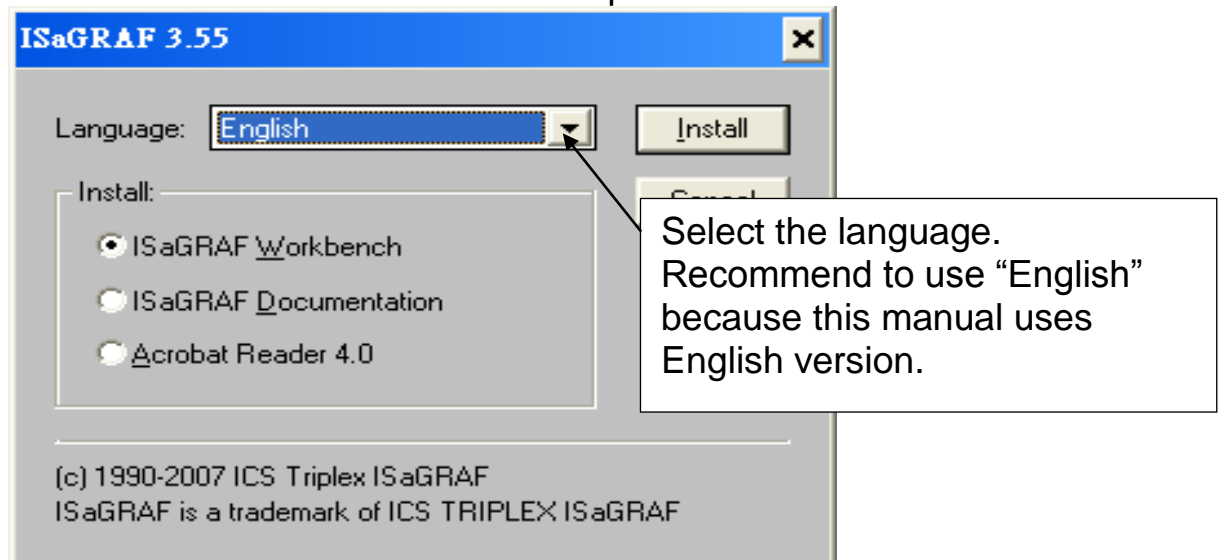 ISaGRAF 3.55
Language: English Install
Install:
ISaGRAF Workbench
ISaGRAF Documentation
Acrobat Reader 4.0
Select the language.
Recommend to use “English”
because this manual uses
English version.
(c) 1990-2007 ICS Triplex ISaGRAF
ISaGRAF is a trademark of ICS TRIPLEX ISaGRAF